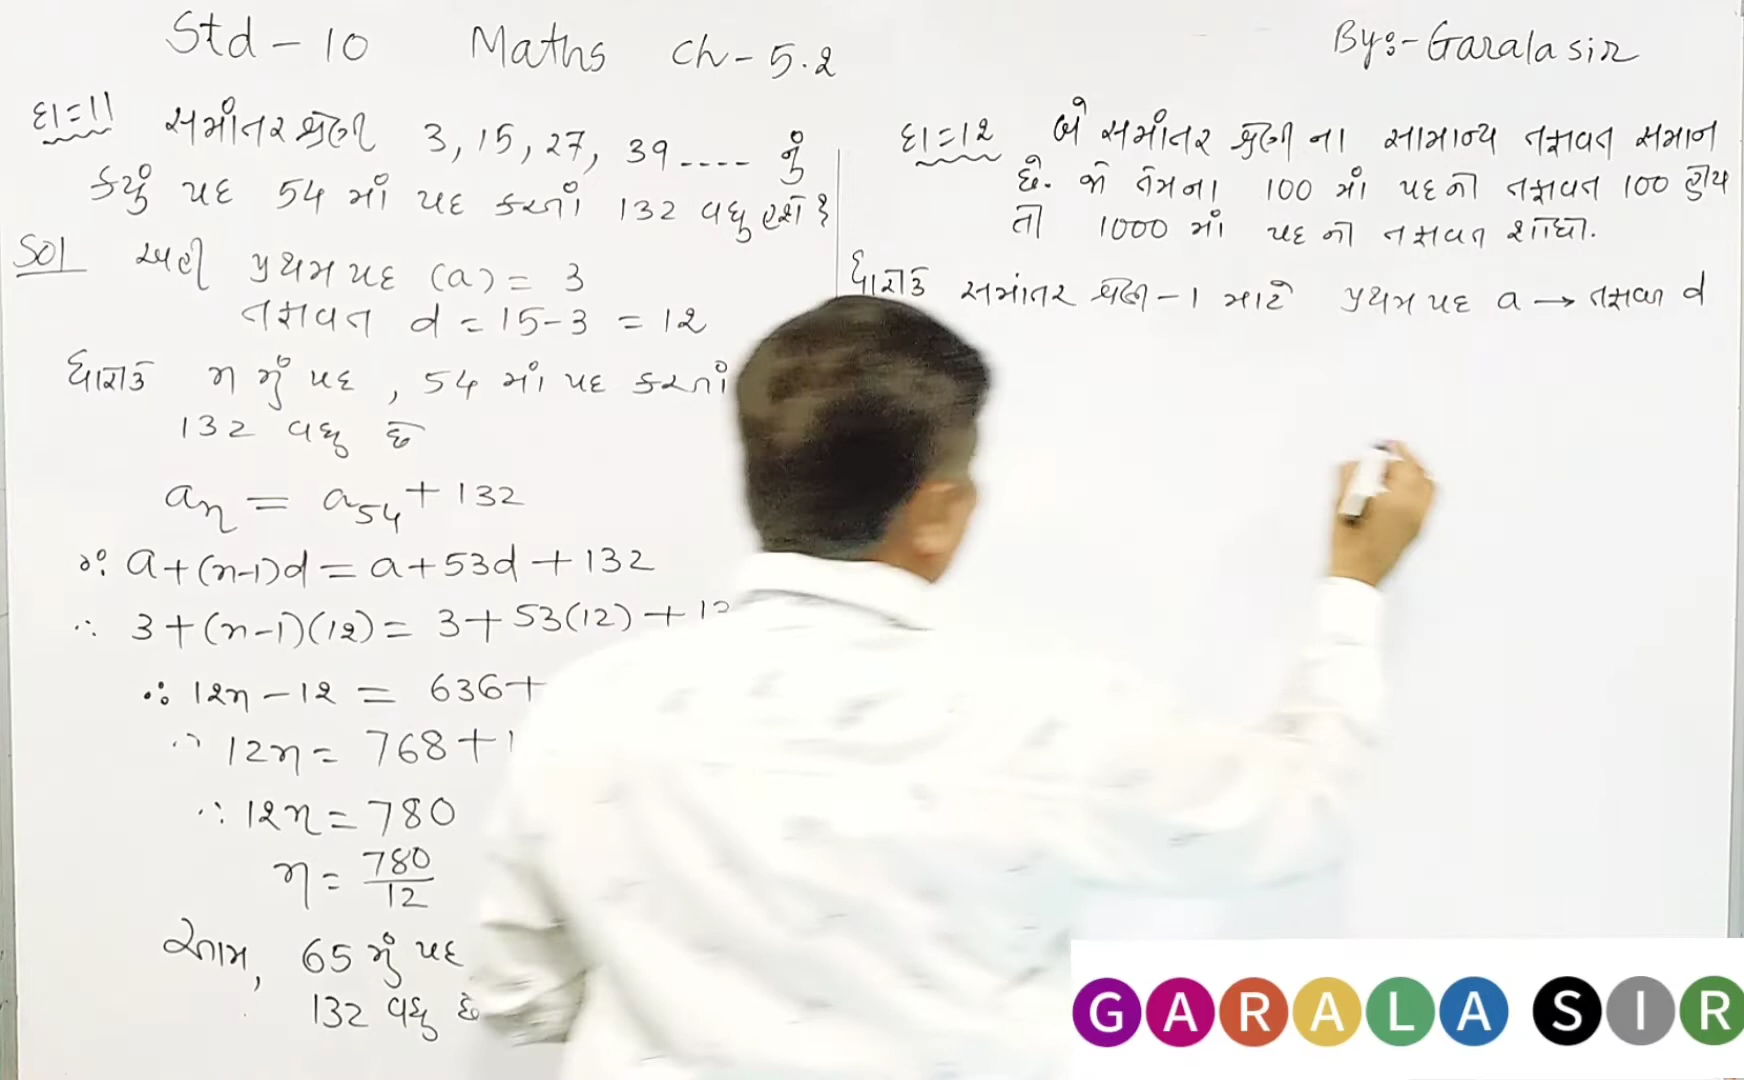 Std - 10 Maths Ch - 5.2
By:- Garala sir
દા=11 સમાંતર શ્રેણી 3, 15, 27, 39 .... નું
કયું પદ 54 માં પદ કરતાં 132 વધુ હશે ?
Sol અહીં પ્રથમ પદ (a) = 3
તફાવત d = 15-3 = 12
ધારોકે n મું પદ , 54 માં પદ કરતાં
132 વધુ છે
aₙ = a₅₄ + 132
∴ a+(n-1)d = a+53d+132
∴ 3+(n-1)(12) = 3+53(12)+13
∴ 12n-12 = 636+
∴ 12n = 768+1
∴ 12n = 780
n = 780/12
આમ, 65 મું પદ
132 વધુ છે
દા=12 બે સમાંતર શ્રેણી ના સામાન્ય તફાવત સમાન
છે. જો તેમના 100 માં પદ નો તફાવત 100 હોય
તો 1000 માં પદ નો તફાવત શોધો.
ધારોકે સમાંતર શ્રેણી-1 માટે પ્રથમ પદ a → તફાવત d
GARALA SIR